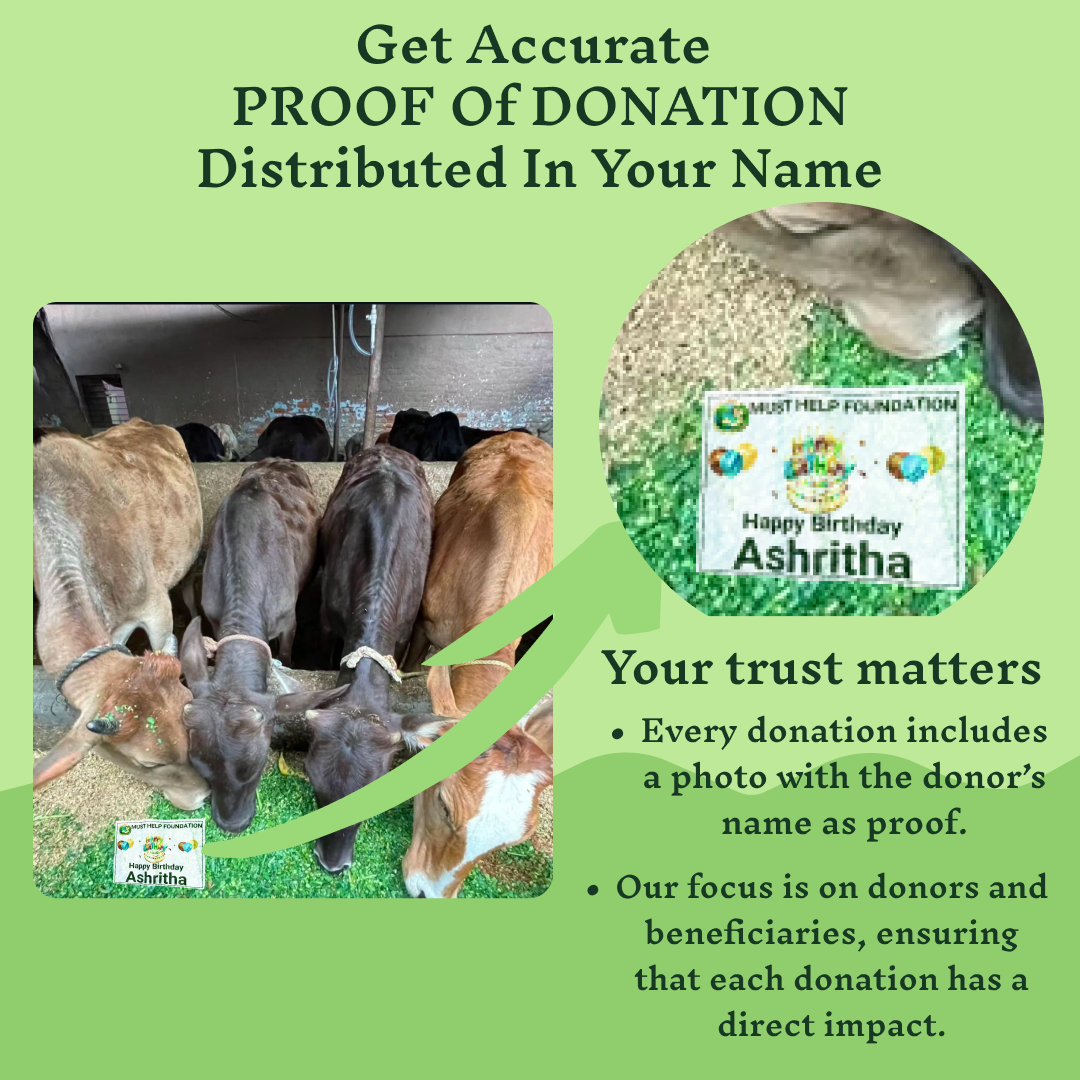 Get Accurate
PROOF Of DONATION
Distributed In Your Name
MUST HELP FOUNDATION
Happy Birthday
Ashritha
MUST HELP FOUNDATION
Happy Birthday
Ashritha
Your trust matters
• Every donation includes
a photo with the donor’s
name as proof.
• Our focus is on donors and
beneficiaries, ensuring
that each donation has a
direct impact.